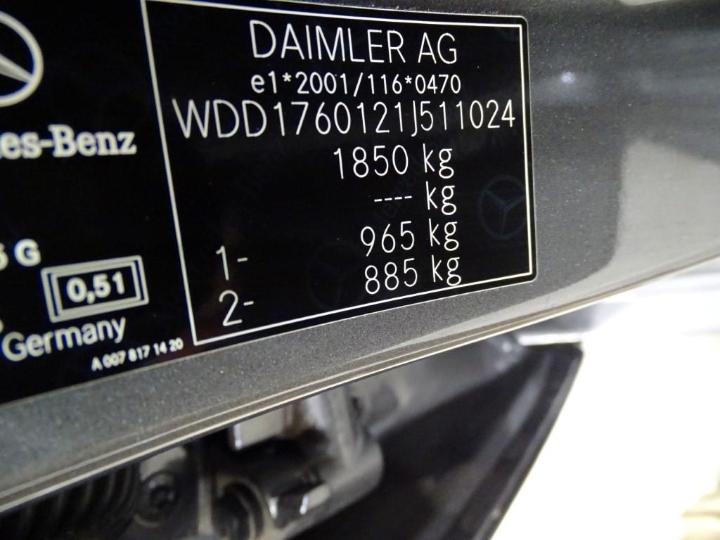 DAIMLER AG
e1*2001/116*0470
WDD1760121J511024
1850 kg
---- kg
1- 965 kg
2- 885 kg
es-Benz
G
0,51
Germany
A 007 817 14 20